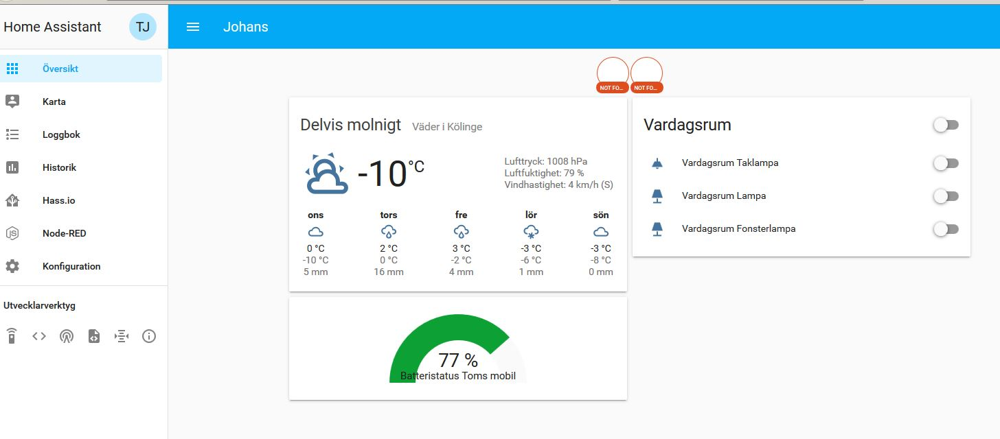 Home Assistant
TJ
Johans
Översikt
Karta
Loggbok
Historik
Hass.io
Node-RED
Konfiguration
Utvecklarverktyg
NOT FO... NOT FO...
Delvis molnigt Väder i Kölinge
-10 °C
Lufttryck: 1008 hPa
Luftfuktighet: 79 %
Vindhastighet: 4 km/h (S)
ons tors fre lör sön
0 °C 2 °C 3 °C -3 °C -3 °C
-10 °C 0 °C -2 °C -6 °C -8 °C
5 mm 16 mm 4 mm 1 mm 0 mm
77 %
Batteristatus Toms mobil
Vardagsrum
Vardagsrum Taklampa
Vardagsrum Lampa
Vardagsrum Fonsterlampa